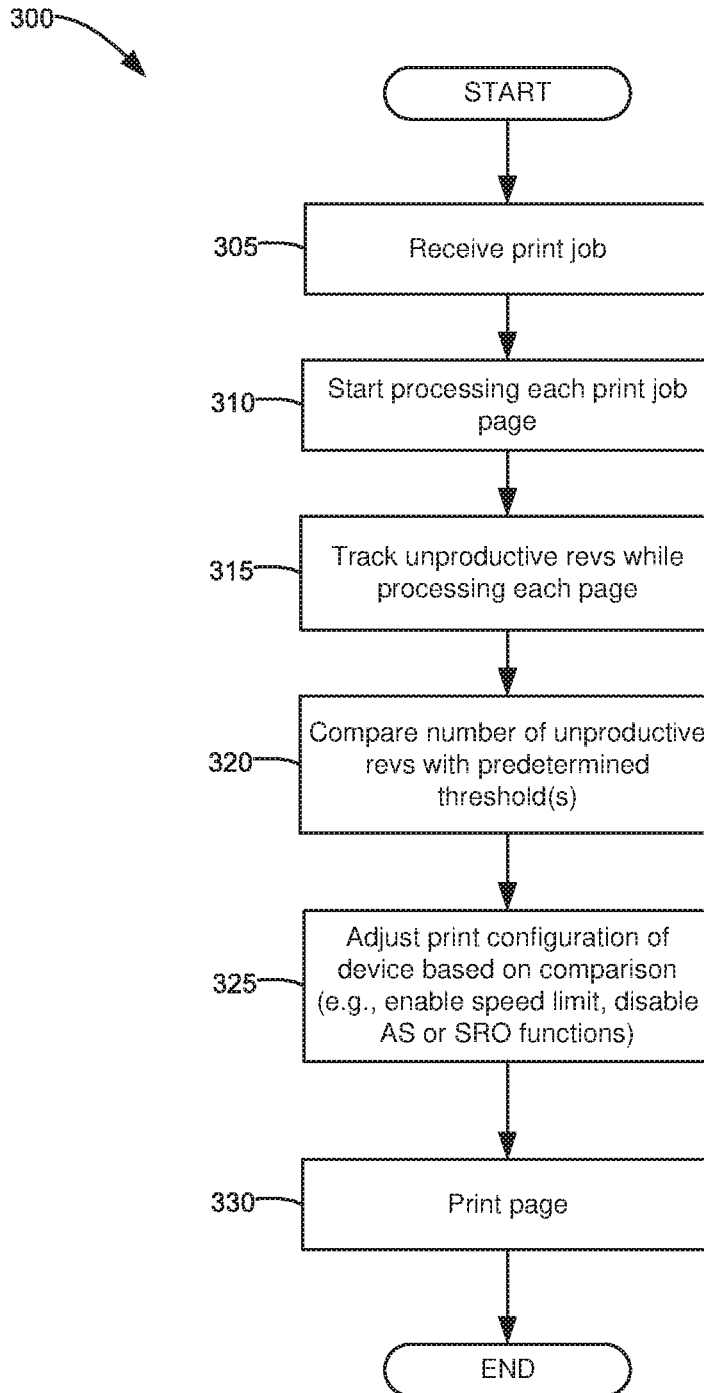 300
START
305
Receive print job
310
Start processing each print job
page
315
Track unproductive revs while
processing each page
320
Compare number of unproductive
revs with predetermined
threshold(s)
325
Adjust print configuration of
device based on comparison
(e.g., enable speed limit, disable
AS or SRO functions)
330
Print page
END